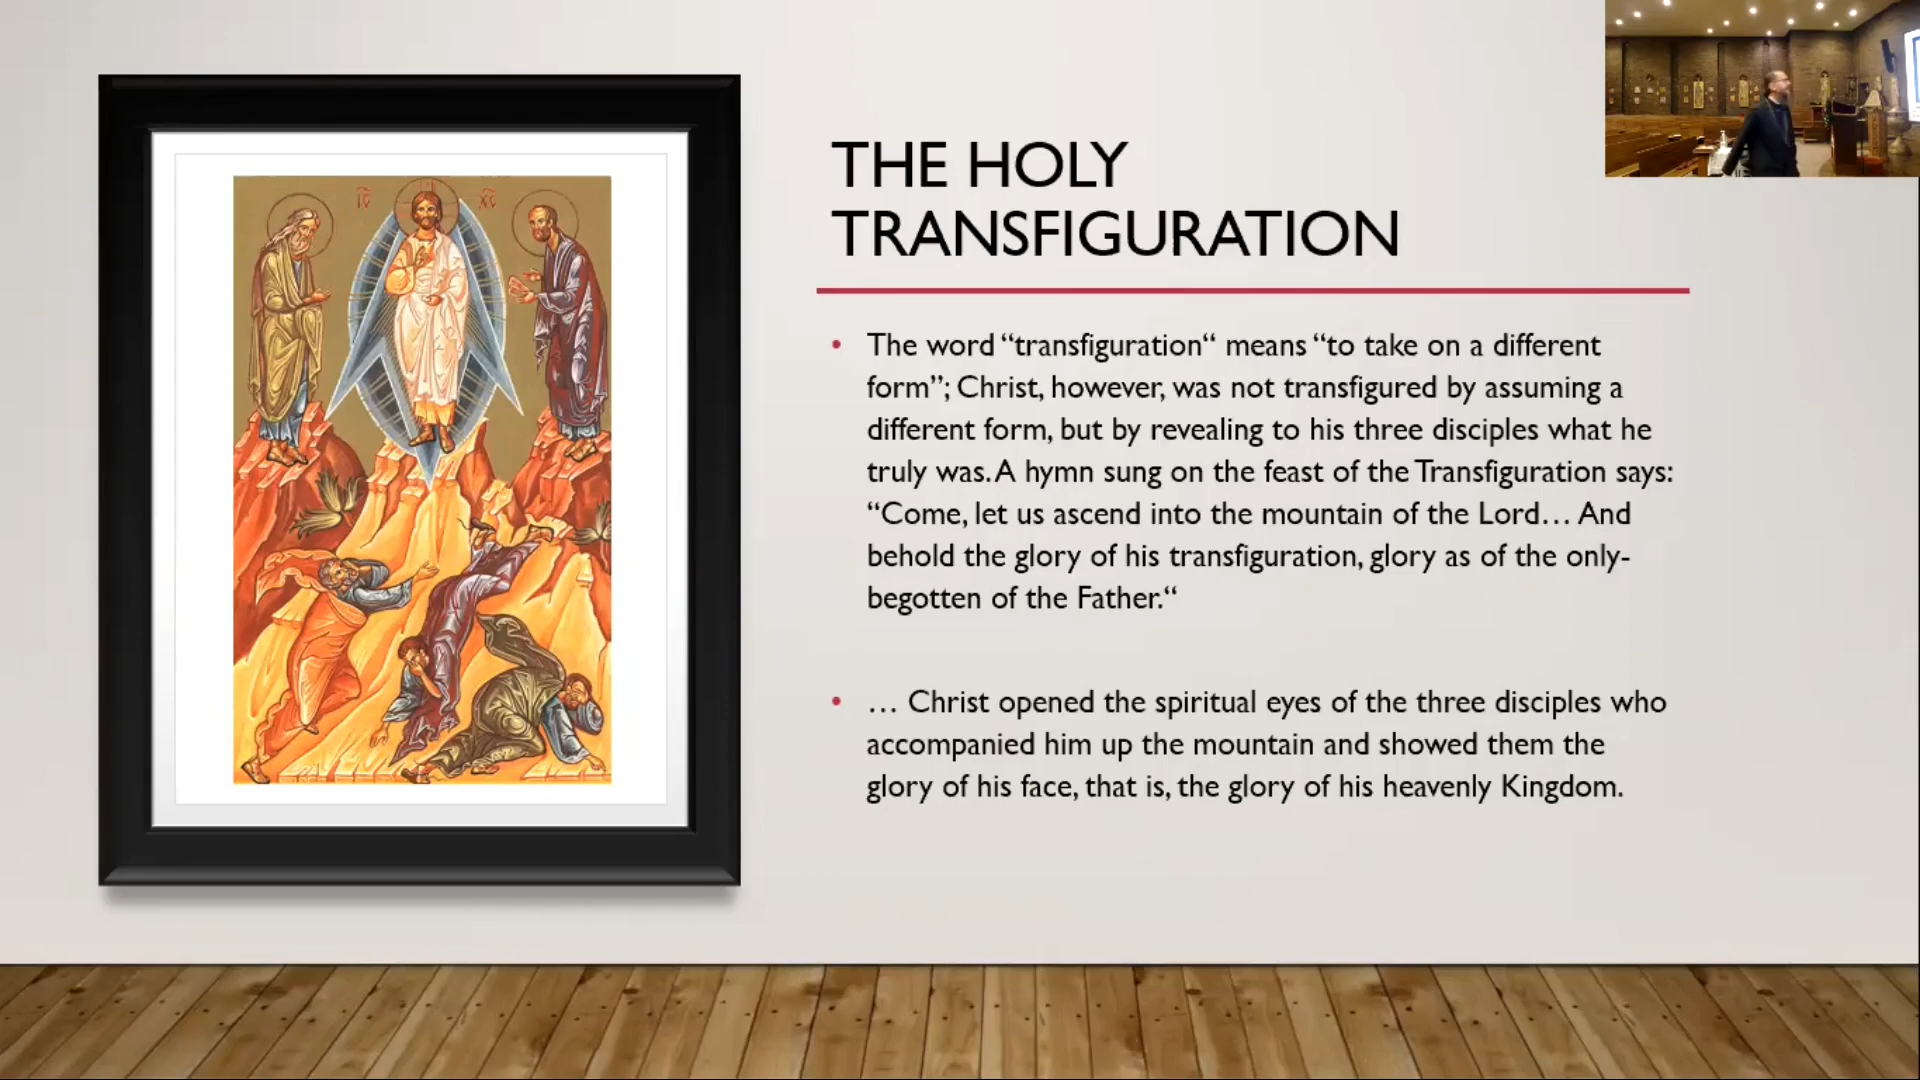 ІС ХС
THE HOLY
TRANSFIGURATION
• The word “transfiguration“ means “to take on a different
form”; Christ, however, was not transfigured by assuming a
different form, but by revealing to his three disciples what he
truly was. A hymn sung on the feast of the Transfiguration says:
“Come, let us ascend into the mountain of the Lord… And
behold the glory of his transfiguration, glory as of the only-
begotten of the Father.“
• … Christ opened the spiritual eyes of the three disciples who
accompanied him up the mountain and showed them the
glory of his face, that is, the glory of his heavenly Kingdom.